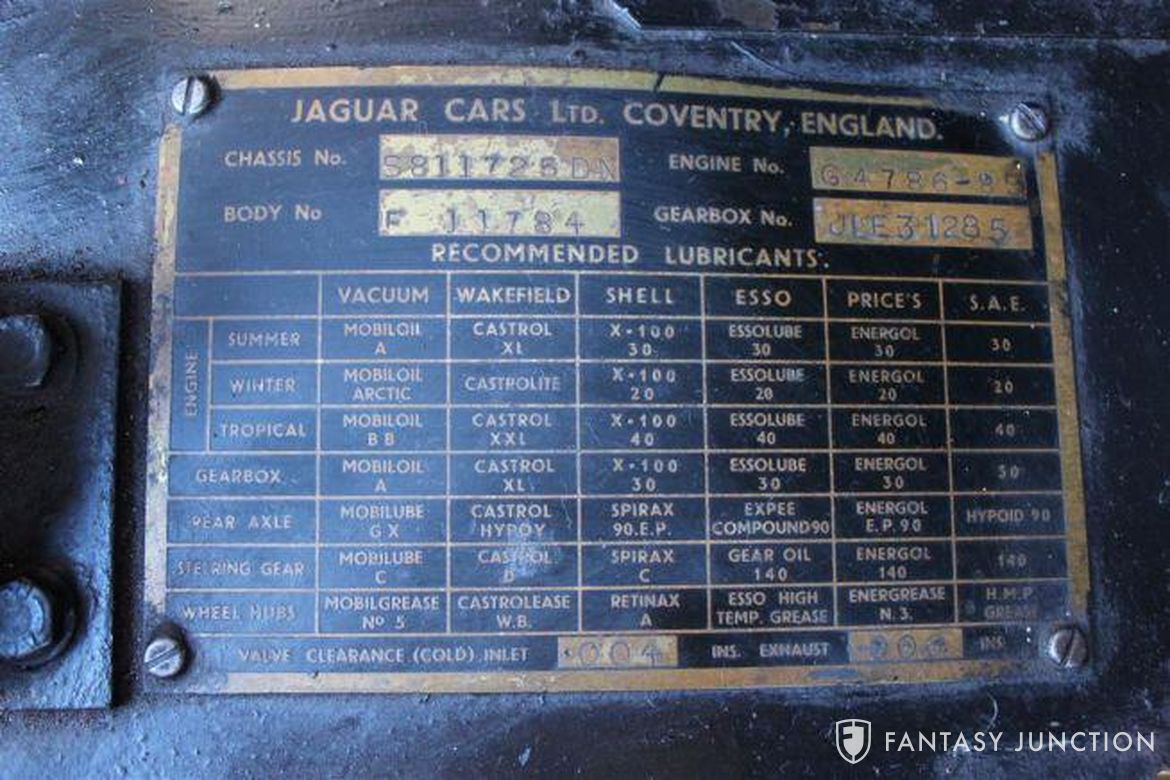 JAGUAR CARS LTD. COVENTRY, ENGLAND.
CHASSIS No. S811725DN ENGINE No. G4786-9S
BODY No F 11784 GEARBOX No. JLE31285
RECOMMENDED LUBRICANTS.
VACUUM WAKEFIELD SHELL ESSO PRICE'S S.A.E.
ENGINE
SUMMER MOBILOIL A CASTROL XL X-100 30 ESSOLUBE 30 ENERGOL 30 30
WINTER MOBILOIL ARCTIC CASTROLITE X-100 20 ESSOLUBE 20 ENERGOL 20 20
TROPICAL MOBILOIL BB CASTROL XXL X-100 40 ESSOLUBE 40 ENERGOL 40 40
GEARBOX MOBILOIL A CASTROL XL X-100 30 ESSOLUBE 30 ENERGOL 30 30
REAR AXLE MOBILUBE GX CASTROL HYPOY SPIRAX 90.E.P. EXPEE COMPOUND90 ENERGOL E.P.90 HYPOID 90
STEERING GEAR MOBILUBE C CASTROL D SPIRAX C GEAR OIL 140 ENERGOL 140 140
WHEEL HUBS MOBILGREASE No 5 CASTROLEASE W.B. RETINAX A ESSO HIGH TEMP. GREASE ENERGREASE N.3. H.M.P. GREASE
VALVE CLEARANCE (COLD) INLET .004 INS. EXHAUST INS
FANTASY JUNCTION